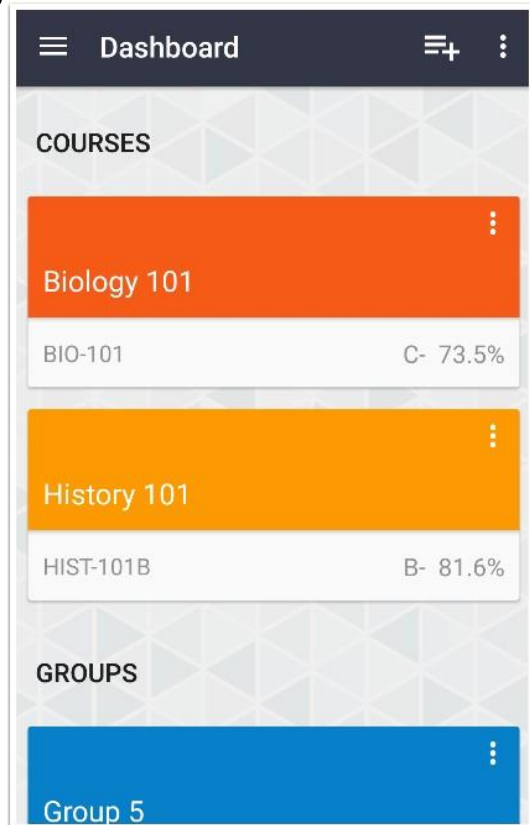 Dashboard
COURSES
Biology 101
BIO-101 C- 73.5%
History 101
HIST-101B B- 81.6%
GROUPS
Group 5